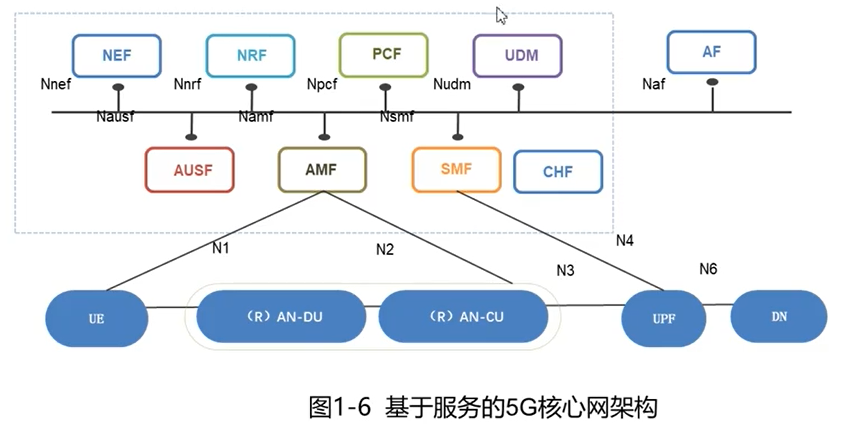 NEF
NRF
PCF
UDM
AF
Nnef
Nnrf
Npcf
Nudm
Naf
Nausf
Namf
Nsmf
AUSF
AMF
SMF
CHF
N1
N2
N4
N3
N6
UE
（R）AN-DU
（R）AN-CU
UPF
DN
图1-6 基于服务的5G核心网架构